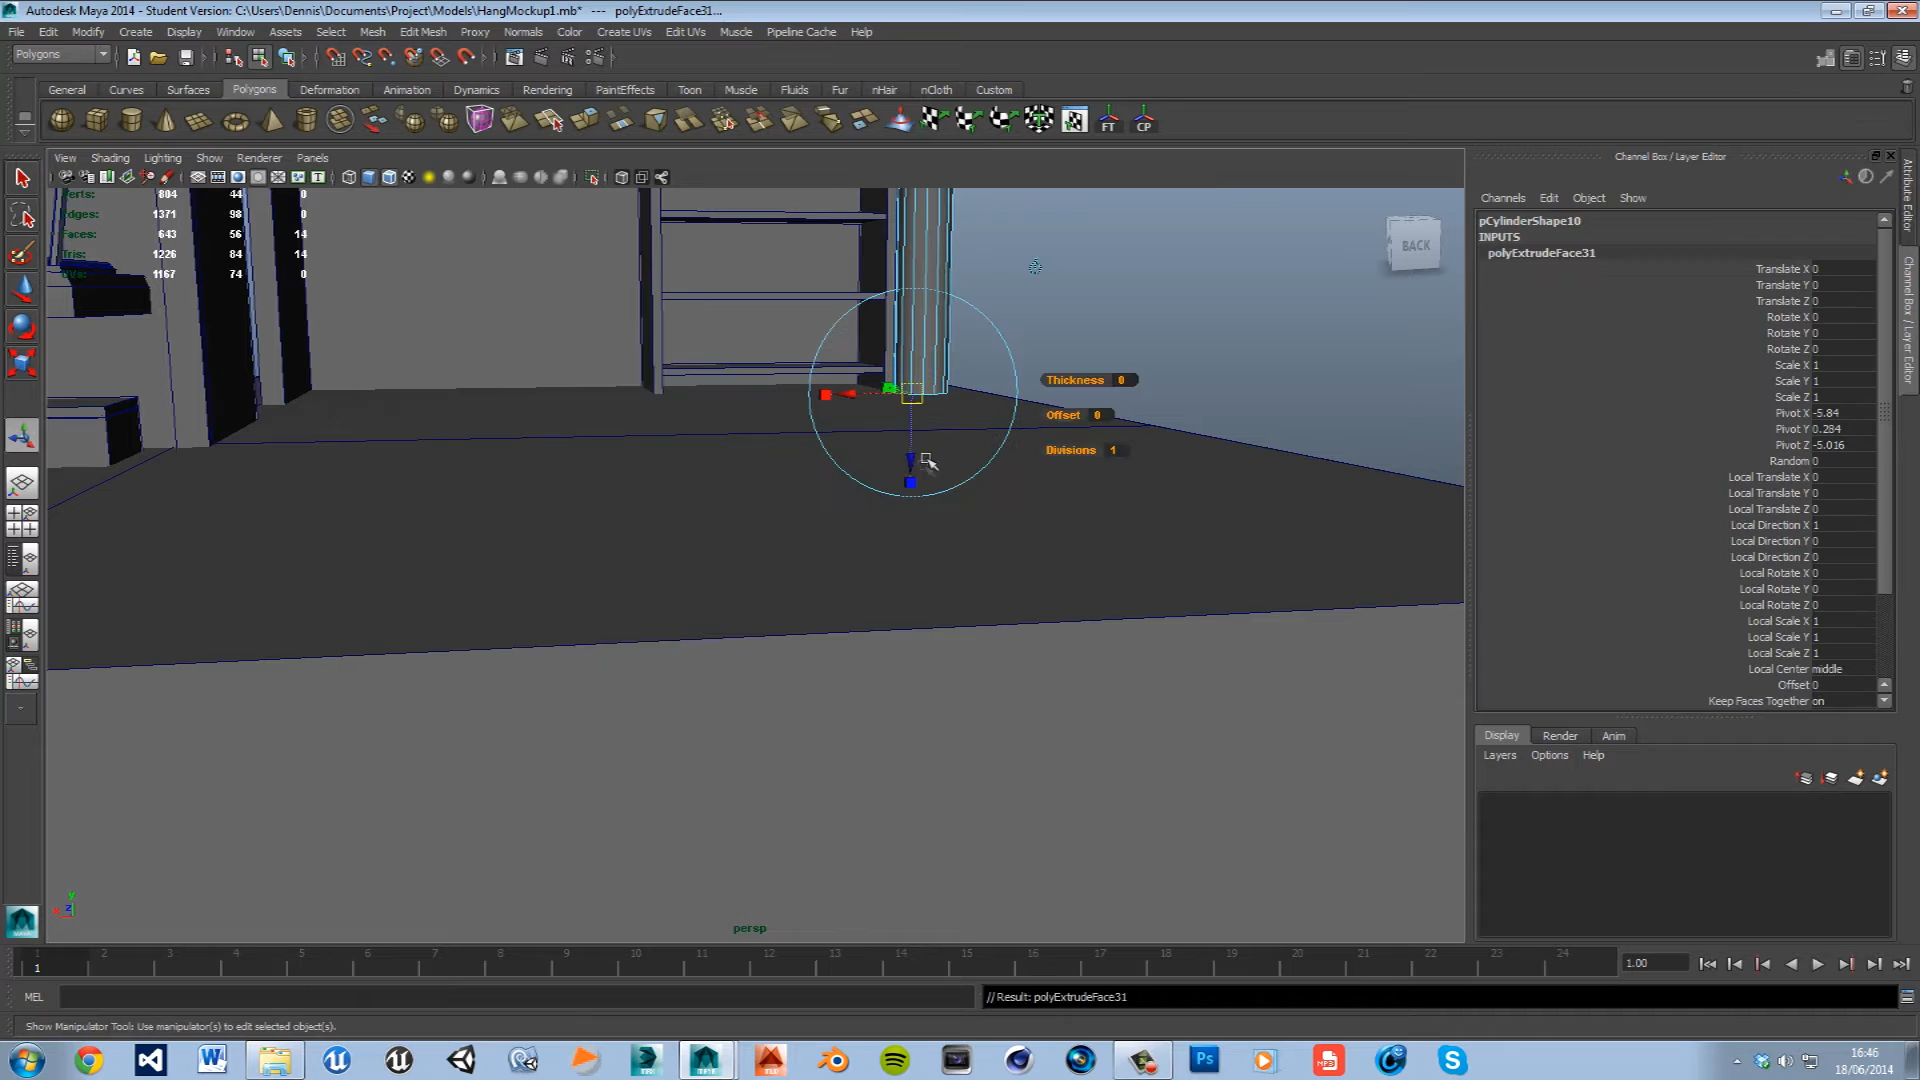 Autodesk Maya 2014 - Student Version: C:\Users\Dennis\Documents\Project\Models\HangMockup1.mb* --- polyExtrudeFace31...
File Edit Modify Create Display Window Assets Select Mesh Edit Mesh Proxy Normals Color Create UVs Edit UVs Muscle Pipeline Cache Help
Polygons
General Curves Surfaces Polygons Deformation Animation Dynamics Rendering PaintEffects Toon Muscle Fluids Fur nHair nCloth Custom
FT CP
View Shading Lighting Show Renderer Panels
Verts: 804 44 0
Edges: 1371 98 0
Faces: 643 56 14
Tris: 1226 84 14
UVs: 1167 74 0
BACK
Thickness 0
Offset 0
Divisions 1
persp
Channel Box / Layer Editor
Channels Edit Object Show
pCylinderShape10
INPUTS
polyExtrudeFace31
Translate X 0
Translate Y 0
Translate Z 0
Rotate X 0
Rotate Y 0
Rotate Z 0
Scale X 1
Scale Y 1
Scale Z 1
Pivot X -5.84
Pivot Y 0.284
Pivot Z -5.016
Random 0
Local Translate X 0
Local Translate Y 0
Local Translate Z 0
Local Direction X 1
Local Direction Y 0
Local Direction Z 0
Local Rotate X 0
Local Rotate Y 0
Local Rotate Z 0
Local Scale X 1
Local Scale Y 1
Local Scale Z 1
Local Center middle
Offset 0
Keep Faces Together on
Attribute Editor
Channel Box / Layer Editor
Display Render Anim
Layers Options Help
1 2 3 4 5 6 7 8 9 10 11 12 13 14 15 16 17 18 19 20 21 22 23 24
1
1.00
MEL
// Result: polyExtrudeFace31
Show Manipulator Tool: Use manipulator(s) to edit selected object(s).
16:46
18/06/2014